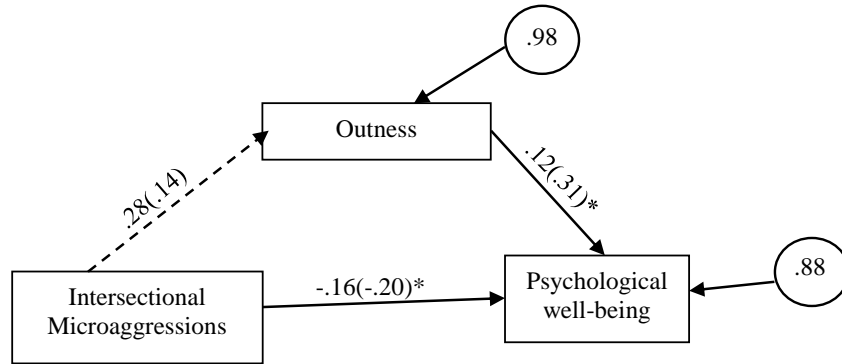 .98
Outness
.28(.14)
.12(.31)*
Intersectional
Microaggressions
-.16(-.20)*
Psychological
well-being
.88